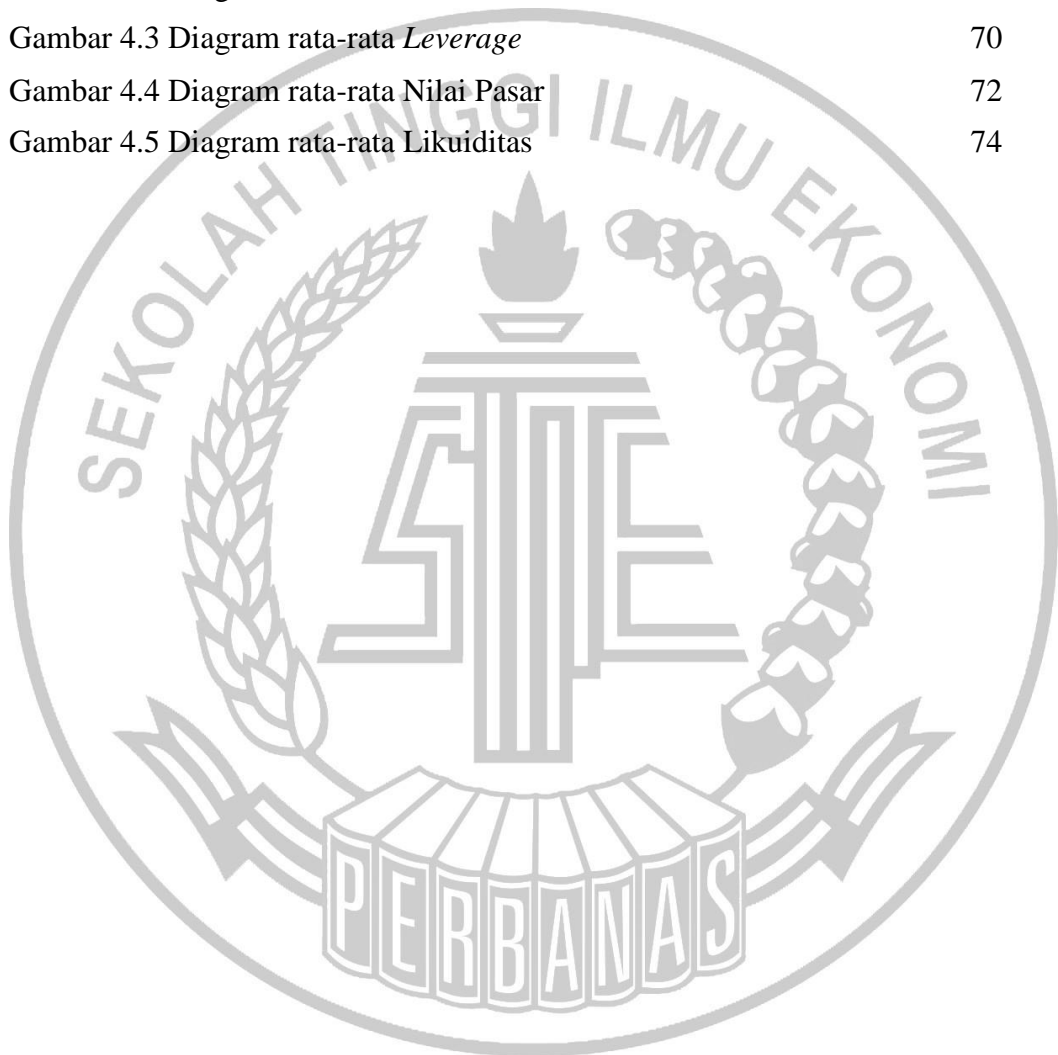 Gambar 4.3 Diagram rata-rata Leverage 70
Gambar 4.4 Diagram rata-rata Nilai Pasar 72
Gambar 4.5 Diagram rata-rata Likuiditas 74
SEKOLAH TINGGI ILMU EKONOMI
STIE
PERBANAS